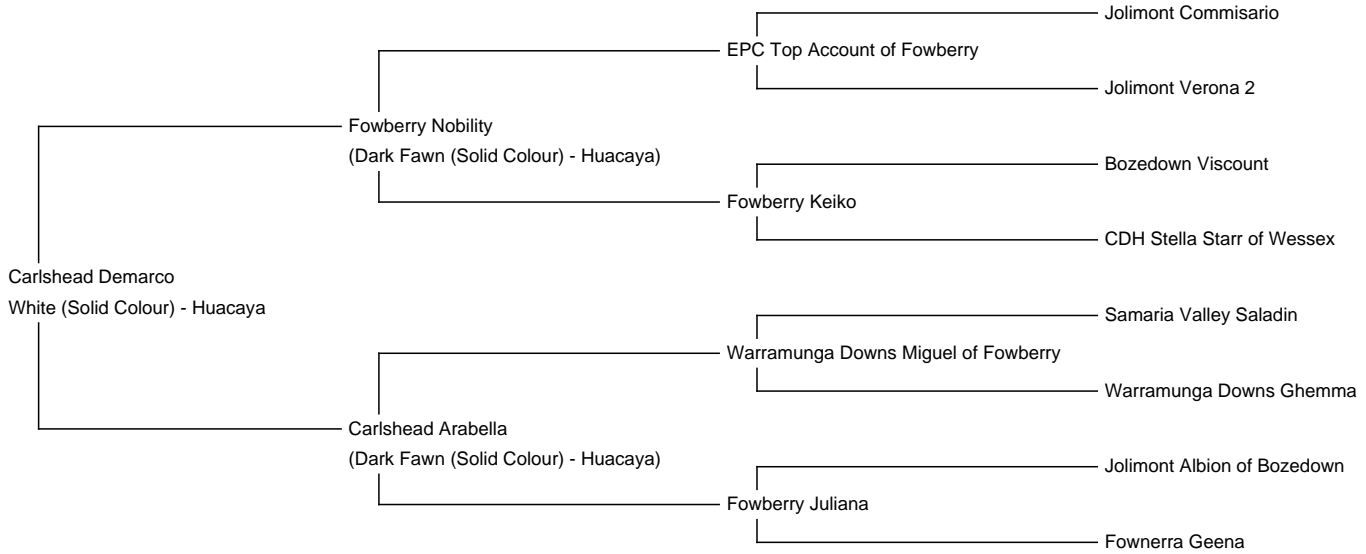 Jolimont Commisario
EPC Top Account of Fowberry
Jolimont Verona 2
Fowberry Nobility
(Dark Fawn (Solid Colour) - Huacaya)
Bozedown Viscount
Fowberry Keiko
CDH Stella Starr of Wessex
Carlshead Demarco
White (Solid Colour) - Huacaya
Samaria Valley Saladin
Warramunga Downs Miguel of Fowberry
Warramunga Downs Ghemma
Carlshead Arabella
(Dark Fawn (Solid Colour) - Huacaya)
Jolimont Albion of Bozedown
Fowberry Juliana
Fownerra Geena